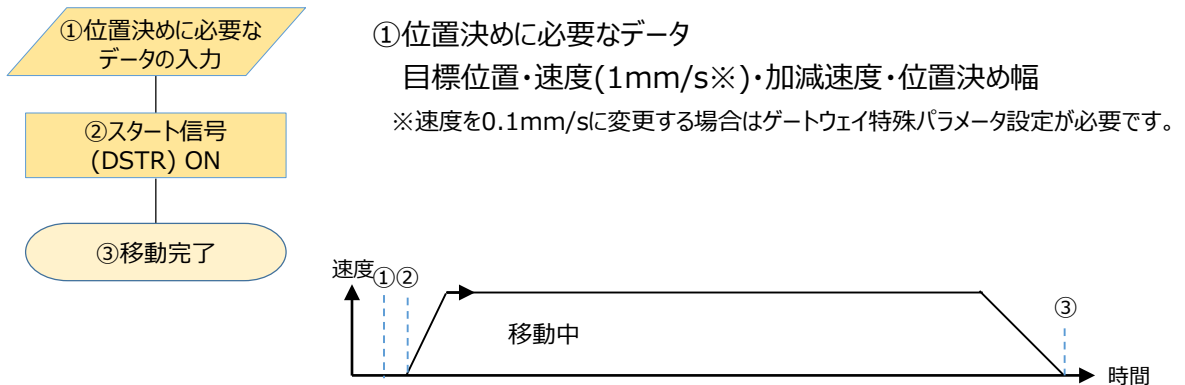 ①位置決めに必要な
データの入力
②スタート信号
(DSTR) ON
③移動完了
①位置決めに必要なデータ
目標位置・速度(1mm/s※)・加減速度・位置決め幅
※速度を0.1mm/sに変更する場合はゲートウェイ特殊パラメータ設定が必要です。
速度①②
③
移動中
時間